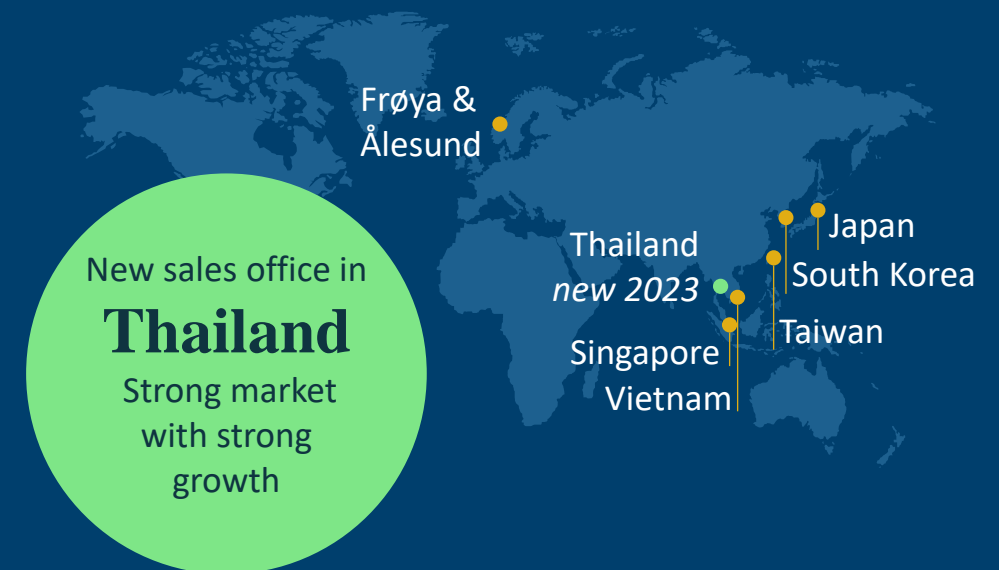 Frøya &
Ålesund
New sales office in
Thailand
Strong market
with strong
growth
Thailand
new 2023
Singapore
Vietnam
Japan
South Korea
Taiwan